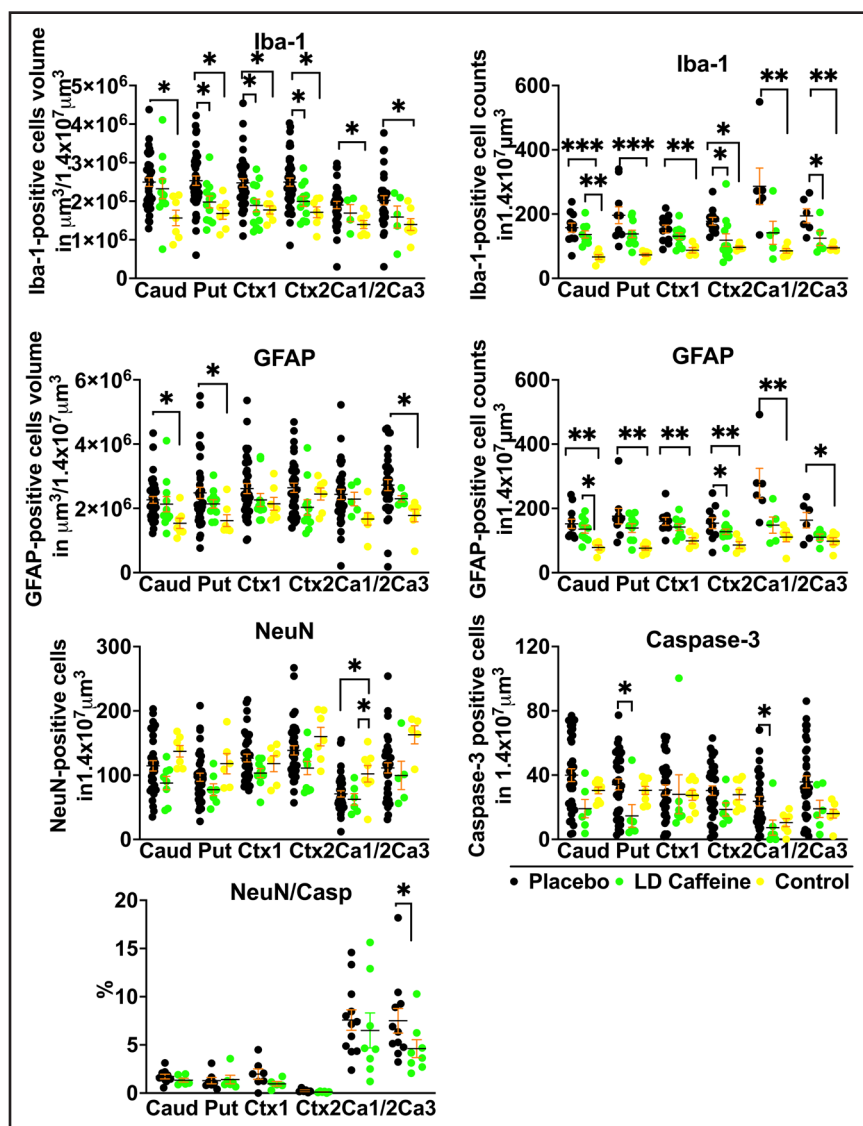 Iba-1
Iba-1-positive cells volume
in μm³/1.4x10⁷μm³
5×10⁶
4×10⁶
3×10⁶
2×10⁶
1×10⁶
0
* * * * * * * * *
Caud Put Ctx1 Ctx2 Ca1/2 Ca3
Iba-1
Iba-1-positive cell counts
in1.4x10⁷μm³
600
400
200
100
0
*** ** *** ** * * ** ** *
Caud Put Ctx1 Ctx2 Ca1/2 Ca3
GFAP
GFAP-positive cells volume
in μm³/1.4x10⁷μm³
6×10⁶
4×10⁶
2×10⁶
0
* * *
Caud Put Ctx1 Ctx2 Ca1/2 Ca3
GFAP
GFAP-positive cell counts
in1.4x10⁷μm³
600
400
200
100
0
** * ** ** ** * ** *
Caud Put Ctx1 Ctx2 Ca1/2 Ca3
NeuN
NeuN-positive cells
in1.4x10⁷μm³
300
200
100
0
* *
Caud Put Ctx1 Ctx2 Ca1/2 Ca3
Caspase-3
Caspase-3 positive cells
in 1.4x10⁷μm³
120
80
40
0
* *
Caud Put Ctx1 Ctx2 Ca1/2 Ca3
Placebo LD Caffeine Control
NeuN/Casp
%
20
15
10
5
0
*
Caud Put Ctx1 Ctx2 Ca1/2 Ca3